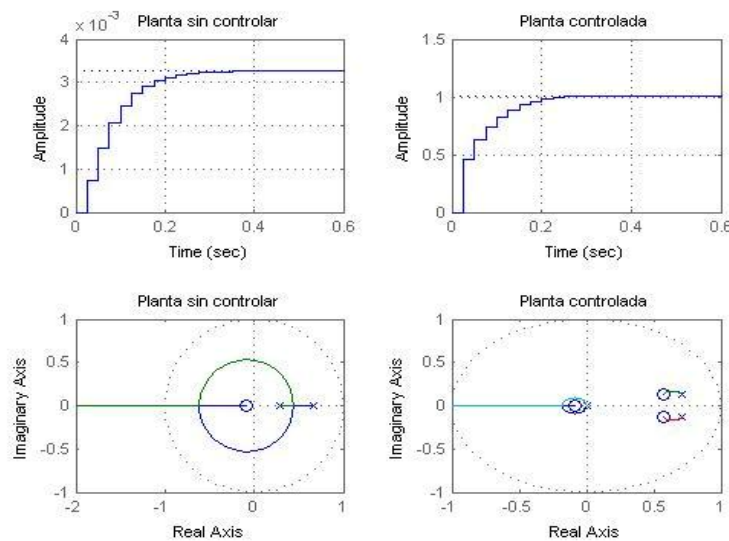 Planta sin controlar
× 10⁻³
4
3
2
1
0
Amplitude
0 0.2 0.4 0.6
Time (sec)
Planta controlada
1.5
1
0.5
0
Amplitude
0 0.2 0.4 0.6
Time (sec)
Planta sin controlar
1
0.5
0
-0.5
-1
Imaginary Axis
-2 -1 0 1
Real Axis
Planta controlada
1
0.5
0
-0.5
-1
Imaginary Axis
-1 -0.5 0 0.5 1
Real Axis